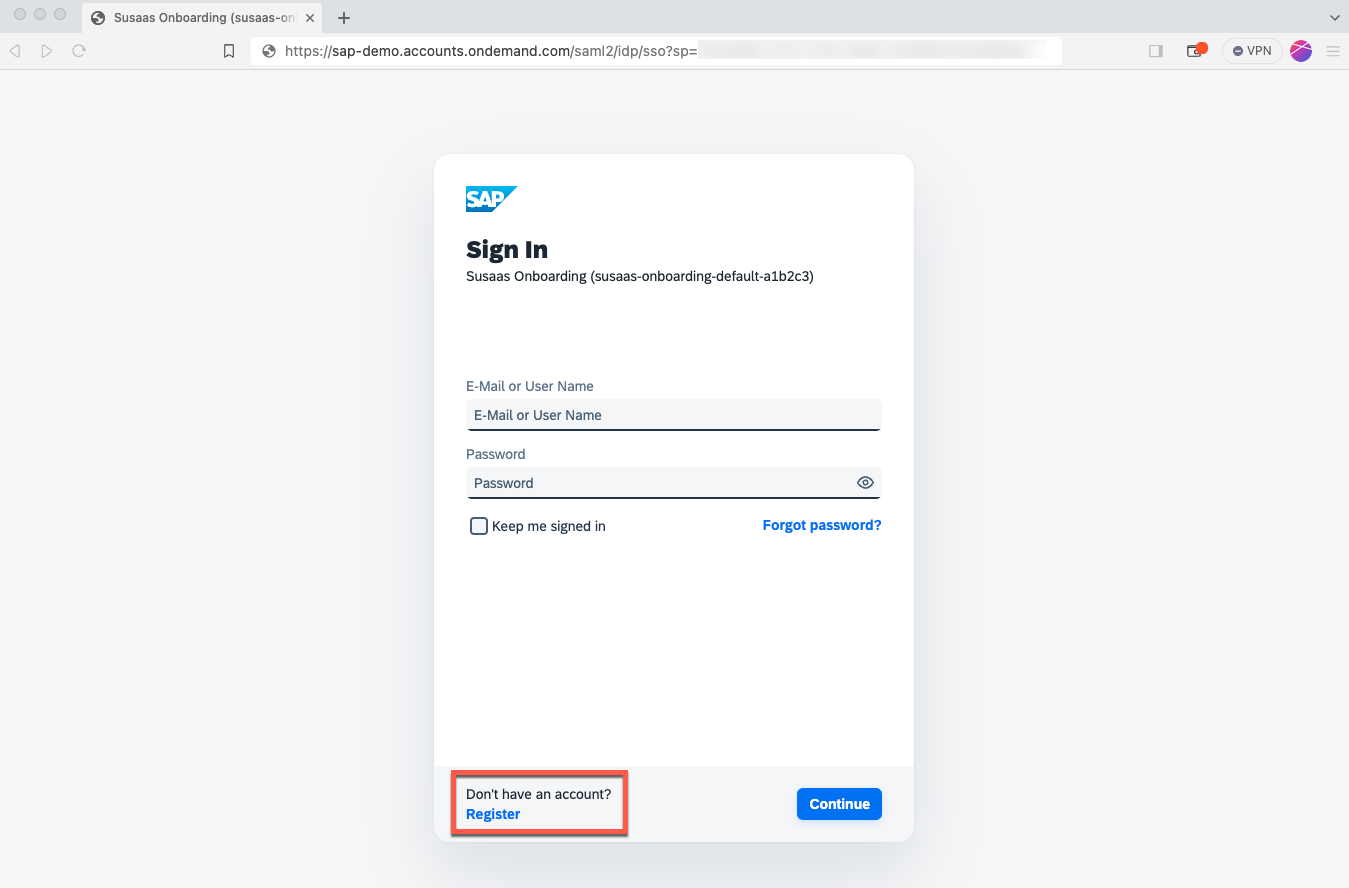 Susaas Onboarding (susaas-onl
https://sap-demo.accounts.ondemand.com/saml2/idp/sso?sp=
VPN
SAP
Sign In
Susaas Onboarding (susaas-onboarding-default-a1b2c3)
E-Mail or User Name
E-Mail or User Name
Password
Password
Keep me signed in
Forgot password?
Don't have an account?
Register
Continue